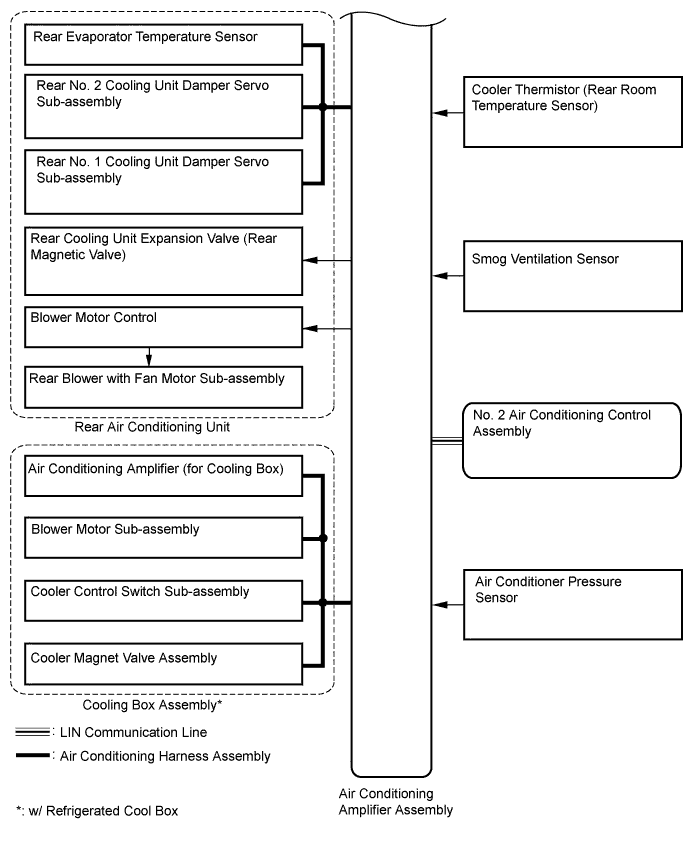 Rear Evaporator Temperature Sensor
Rear No. 2 Cooling Unit Damper Servo
Sub-assembly
Rear No. 1 Cooling Unit Damper Servo
Sub-assembly
Rear Cooling Unit Expansion Valve (Rear
Magnetic Valve)
Blower Motor Control
Rear Blower with Fan Motor Sub-assembly
Rear Air Conditioning Unit
Air Conditioning Amplifier (for Cooling Box)
Blower Motor Sub-assembly
Cooler Control Switch Sub-assembly
Cooler Magnet Valve Assembly
Cooling Box Assembly*
: LIN Communication Line
: Air Conditioning Harness Assembly
*: w/ Refrigerated Cool Box
Air Conditioning
Amplifier Assembly
Cooler Thermistor (Rear Room
Temperature Sensor)
Smog Ventilation Sensor
No. 2 Air Conditioning Control
Assembly
Air Conditioner Pressure
Sensor